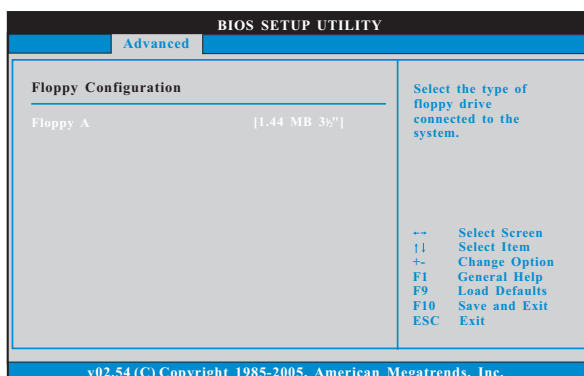 BIOS SETUP UTILITY
Advanced
Floppy Configuration
Floppy A [1.44 MB 3½"]
Select the type of
floppy drive
connected to the
system.
←→ Select Screen
↑↓ Select Item
+- Change Option
F1 General Help
F9 Load Defaults
F10 Save and Exit
ESC Exit
v02.54 (C) Copyright 1985-2005, American Megatrends, Inc.